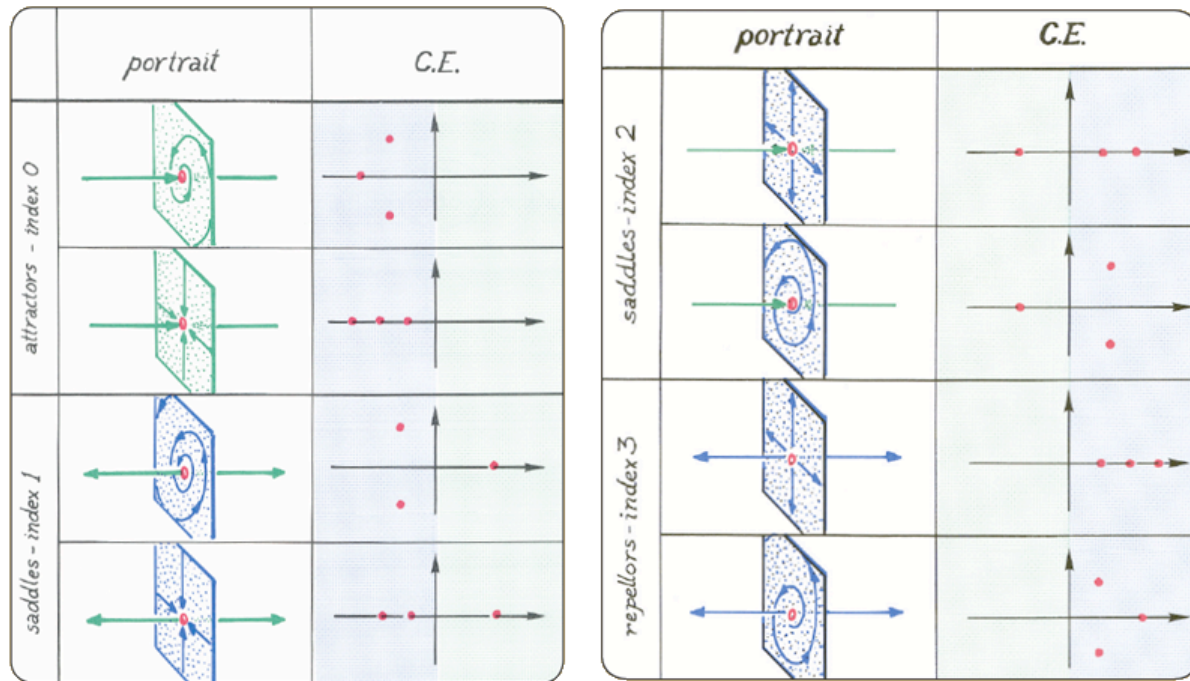 portrait
C.E.
attractors - index 0
saddles - index 1
portrait
C.E.
saddles - index 2
repellors - index 3